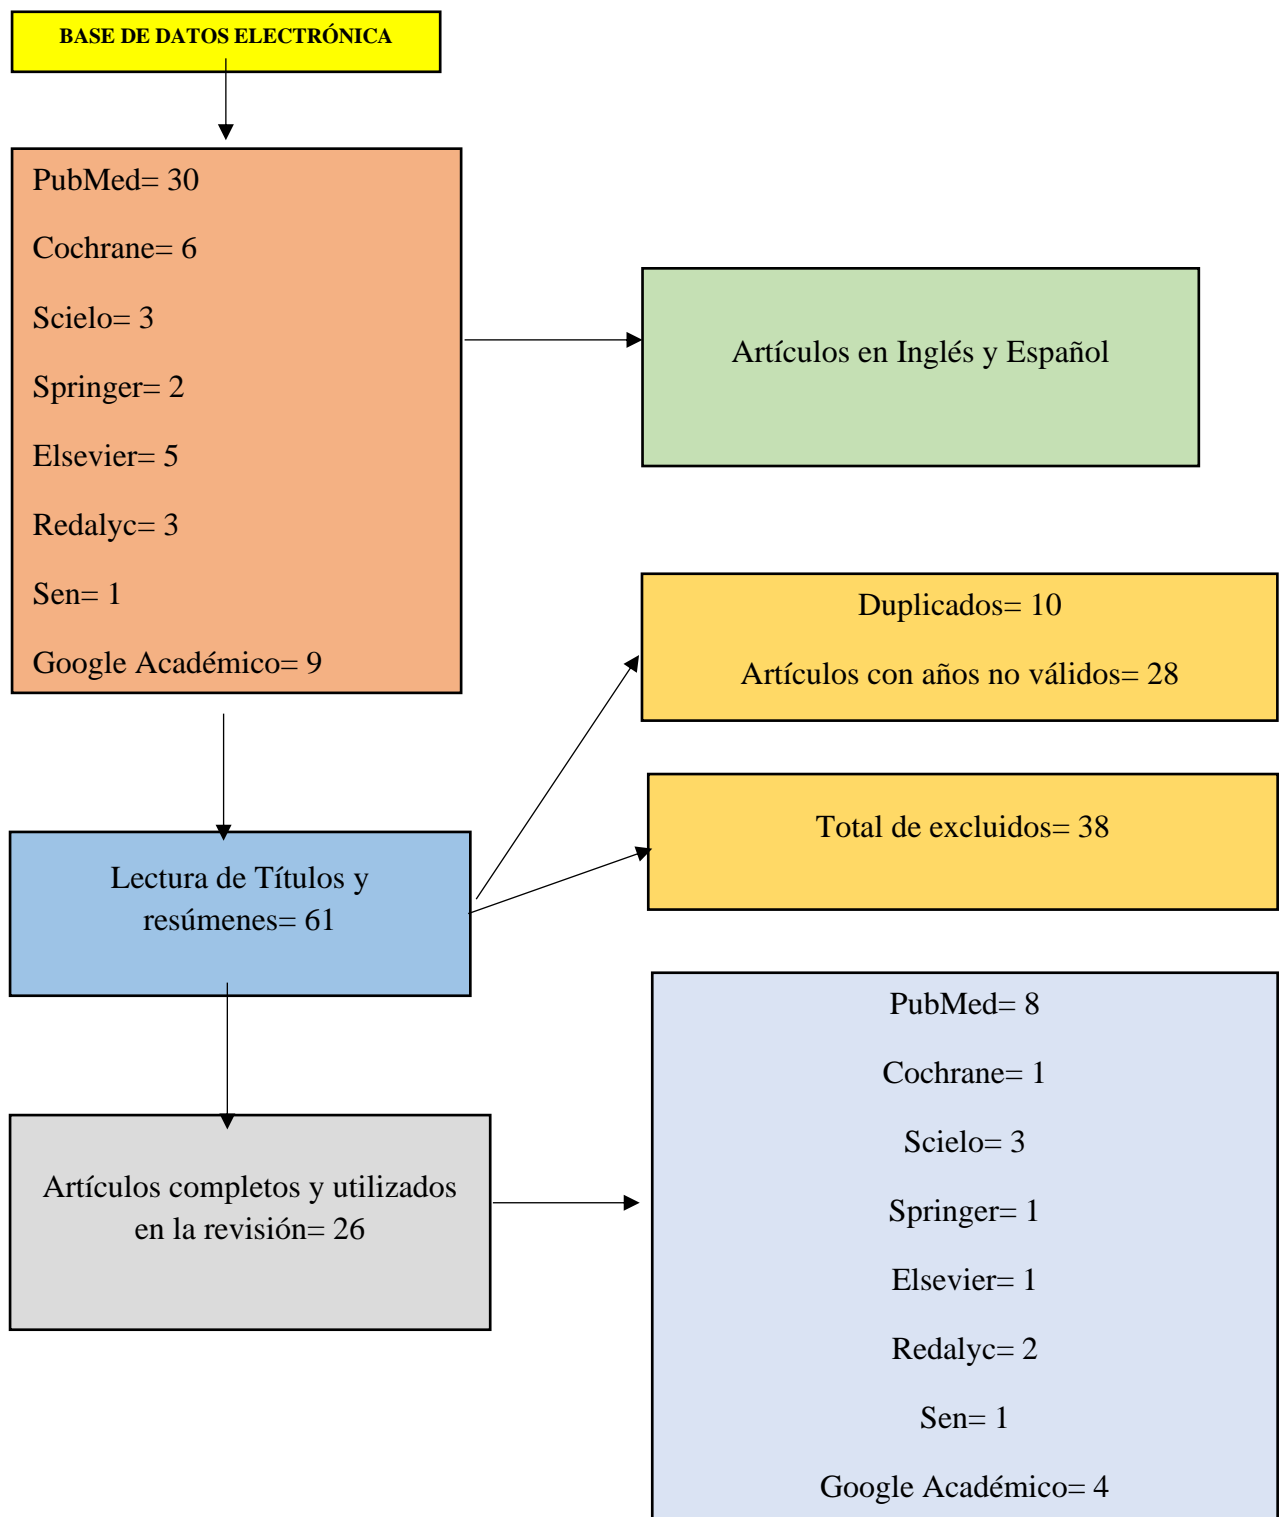 BASE DE DATOS ELECTRÓNICA
PubMed= 30
Cochrane= 6
Scielo= 3
Springer= 2
Elsevier= 5
Redalyc= 3
Sen= 1
Google Académico= 9
Artículos en Inglés y Español
Duplicados= 10
Artículos con años no válidos= 28
Total de excluidos= 38
Lectura de Títulos y
resúmenes= 61
Artículos completos y utilizados
en la revisión= 26
PubMed= 8
Cochrane= 1
Scielo= 3
Springer= 1
Elsevier= 1
Redalyc= 2
Sen= 1
Google Académico= 4